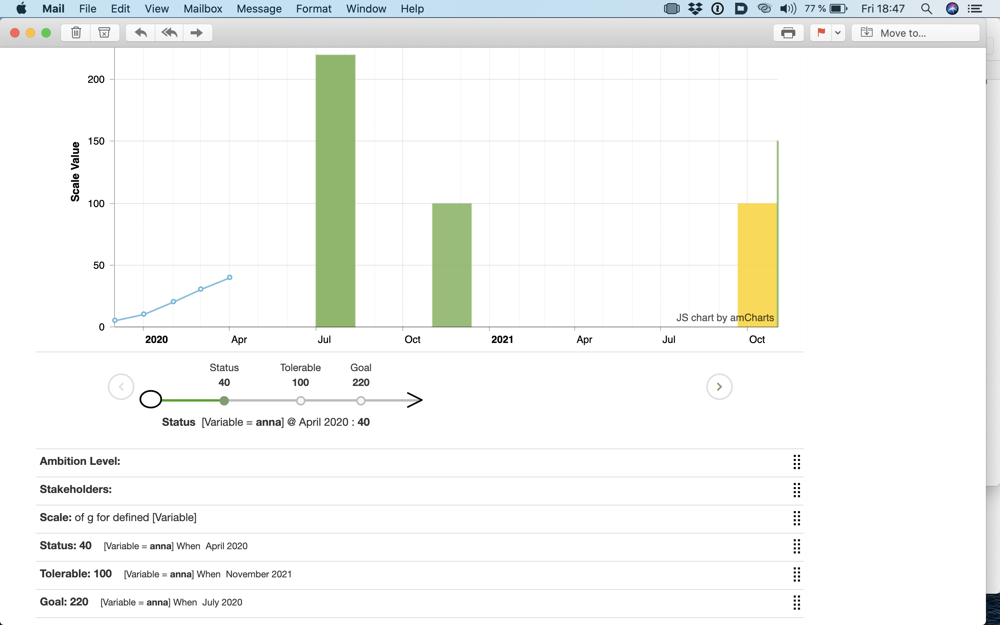 Mail File Edit View Mailbox Message Format Window Help 77 % Fri 18:47
Move to...
200
150
100
50
0
Scale Value
JS chart by amCharts
2020 Apr Jul Oct 2021 Apr Jul Oct
Status Tolerable Goal
40 100 220
Status [Variable = anna] @ April 2020 : 40
Ambition Level:
Stakeholders:
Scale: of g for defined [Variable]
Status: 40 [Variable = anna] When April 2020
Tolerable: 100 [Variable = anna] When November 2021
Goal: 220 [Variable = anna] When July 2020